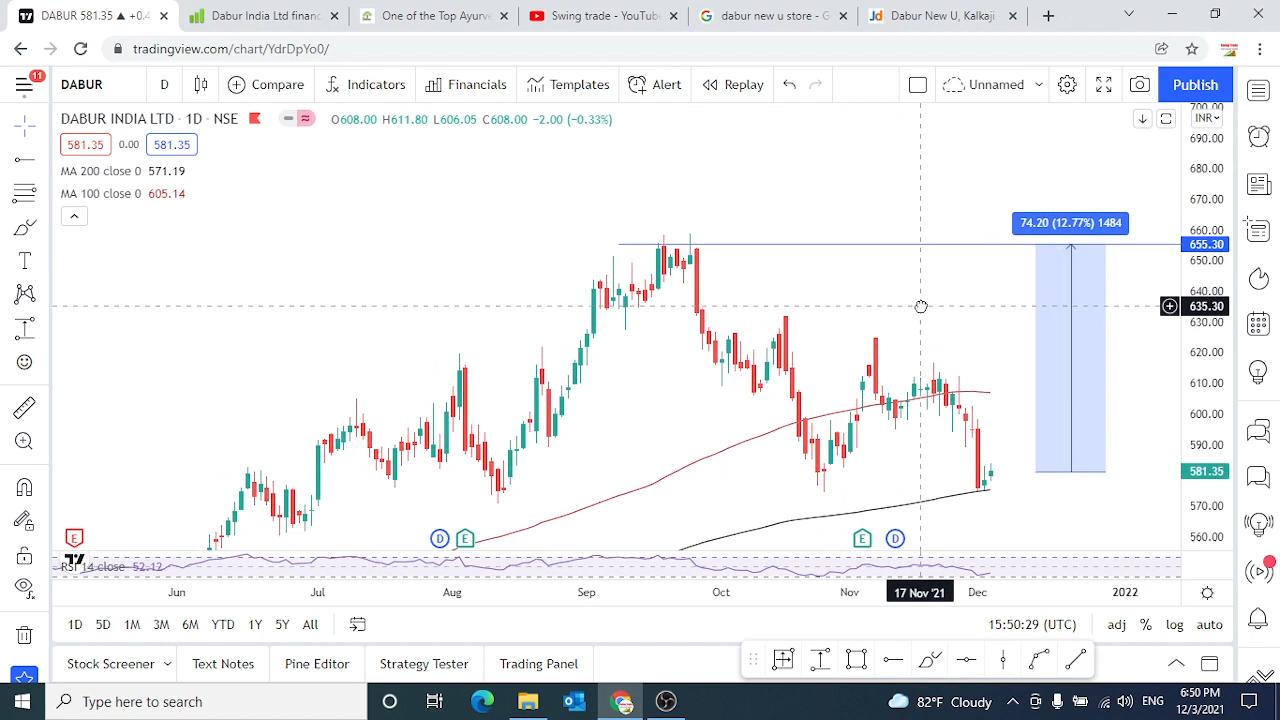 DABUR 581.35 ▲ +0.4
Dabur India Ltd financ
One of the Top Ayurve
Swing trade - YouTube
dabur new u store - G
Dabur New U, Kalkaji
tradingview.com/chart/YdrDpYo0/
11
DABUR
D
Compare
Indicators
Financials
Templates
Alert
Replay
Unnamed
Publish
DABUR INDIA LTD · 1D · NSE
O608.00 H611.80 L606.05 C608.00 -2.00 (-0.33%)
INR
581.35 0.00 581.35
MA 200 close 0 571.19
MA 100 close 0 605.14
74.20 (12.77%) 1484
700.00
690.00
680.00
670.00
660.00
655.30
650.00
640.00
635.30
630.00
620.00
610.00
600.00
590.00
581.35
570.00
560.00
E
D
E
E
D
RSI 14 close 52.12
Jun
Jul
Aug
Sep
Oct
Nov
17 Nov '21
Dec
2022
1D 5D 1M 3M 6M YTD 1Y 5Y All
15:50:29 (UTC)
adj % log auto
Stock Screener
Text Notes
Pine Editor
Strategy Tester
Trading Panel
Type here to search
82°F Cloudy
ENG
6:50 PM
12/3/2021